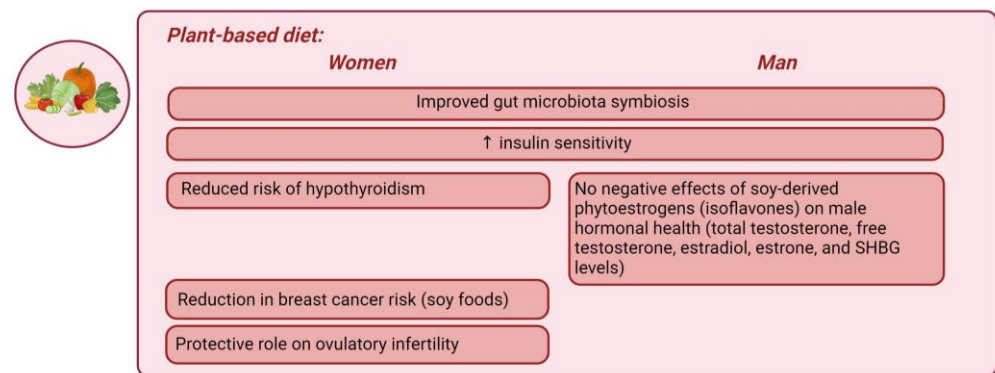 Plant-based diet:
Women
Man
Improved gut microbiota symbiosis
↑ insulin sensitivity
Reduced risk of hypothyroidism
No negative effects of soy-derived
phytoestrogens (isoflavones) on male
hormonal health (total testosterone, free
testosterone, estradiol, estrone, and SHBG
levels)
Reduction in breast cancer risk (soy foods)
Protective role on ovulatory infertility